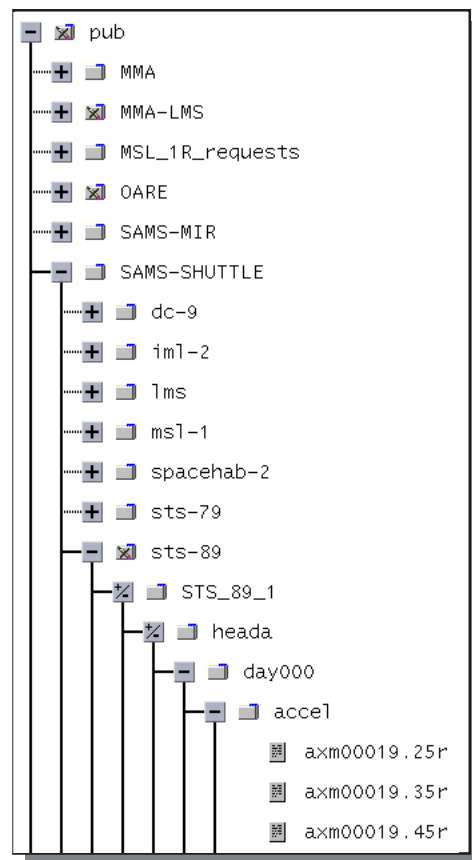 pub
MMA
MMA-LMS
MSL_1R_requests
OARE
SAMS-MIR
SAMS-SHUTTLE
dc-9
iml-2
lms
msl-1
spacehab-2
sts-79
sts-89
STS_89_1
heada
day000
accel
axm00019.25r
axm00019.35r
axm00019.45r